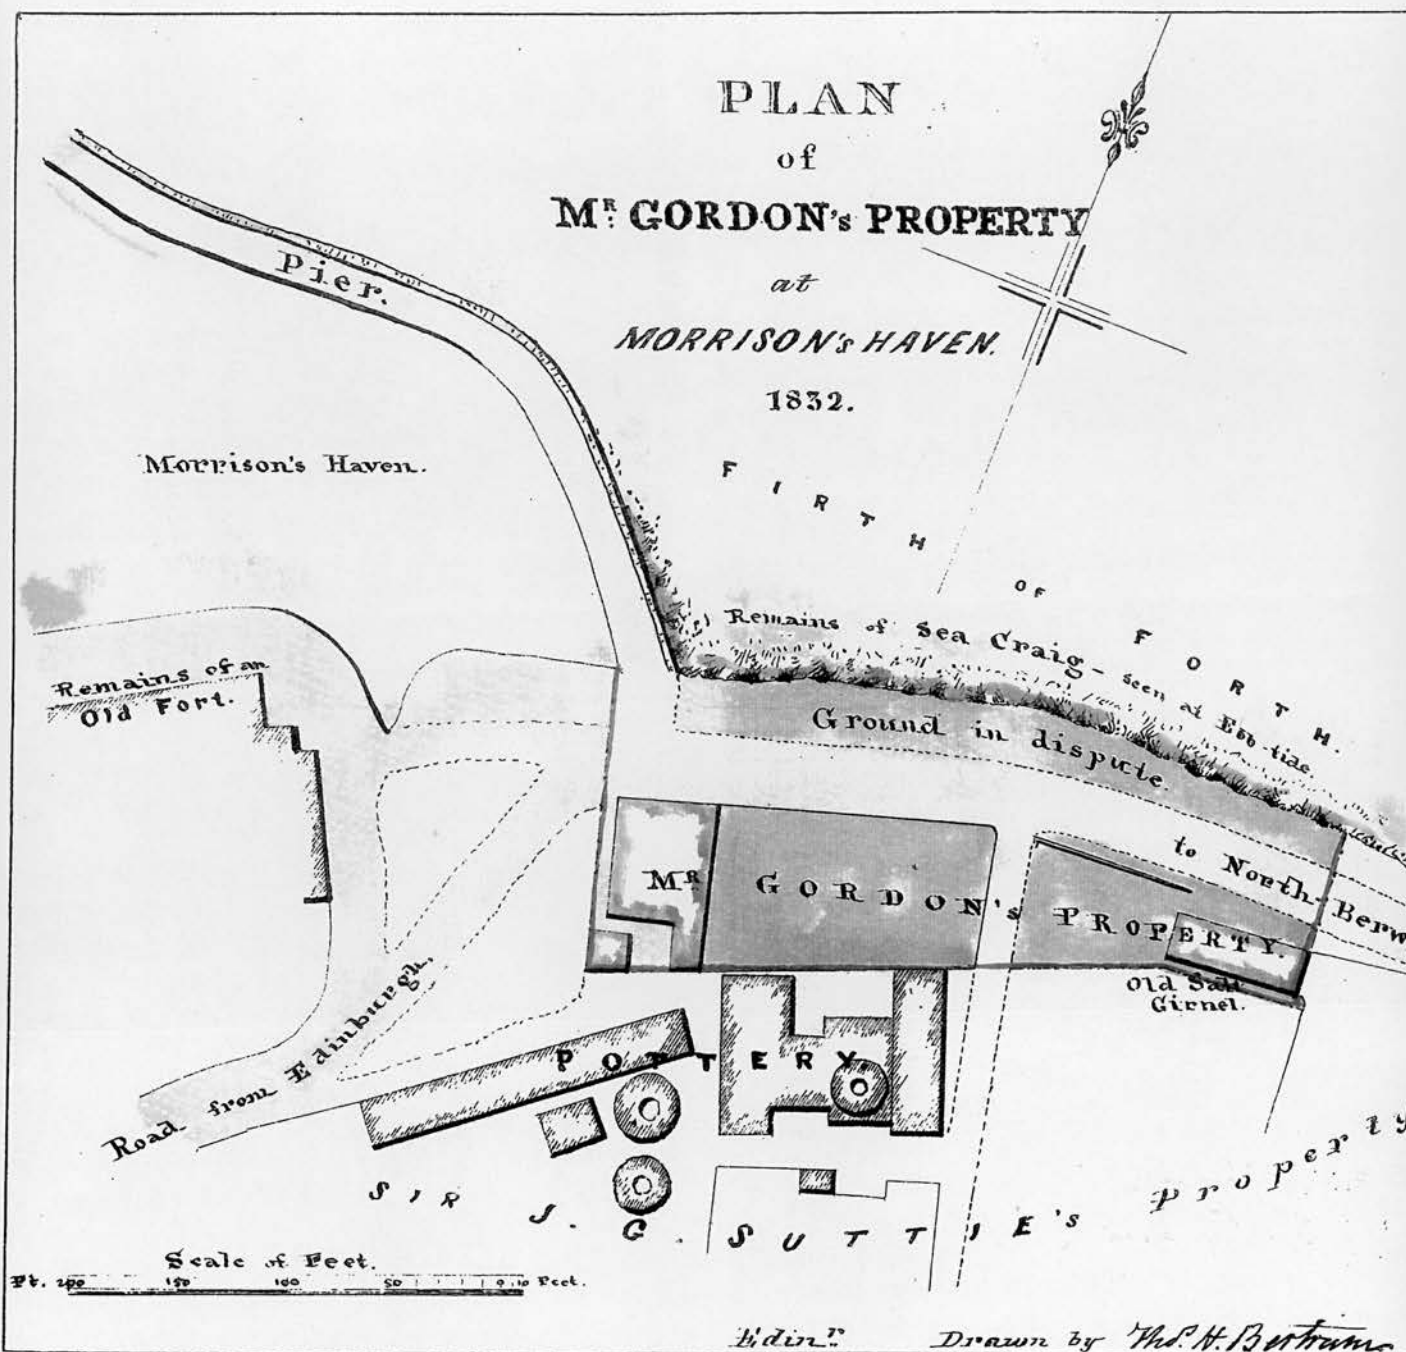 PLAN
of
Mᴿ: GORDON's PROPERTY
at
MORRISON's HAVEN.
1832.
Pier.
Morrison's Haven.
FIRTH OF FORTH.
Remains of Sea Craig - seen at Ebb-tide.
Remains of an
Old Fort.
Ground in dispute.
to North-Berw
Mᴿ GORDON's PROPERTY.
Old Salt
Girnel.
Road from Edinburgh.
POTTERY
SIR J. G. SUTTIE's Property
Scale of Feet.
Ft. 200 150 100 50 0 10 Feet.
Edinʳ: Drawn by Thoˢ. H. Bertram